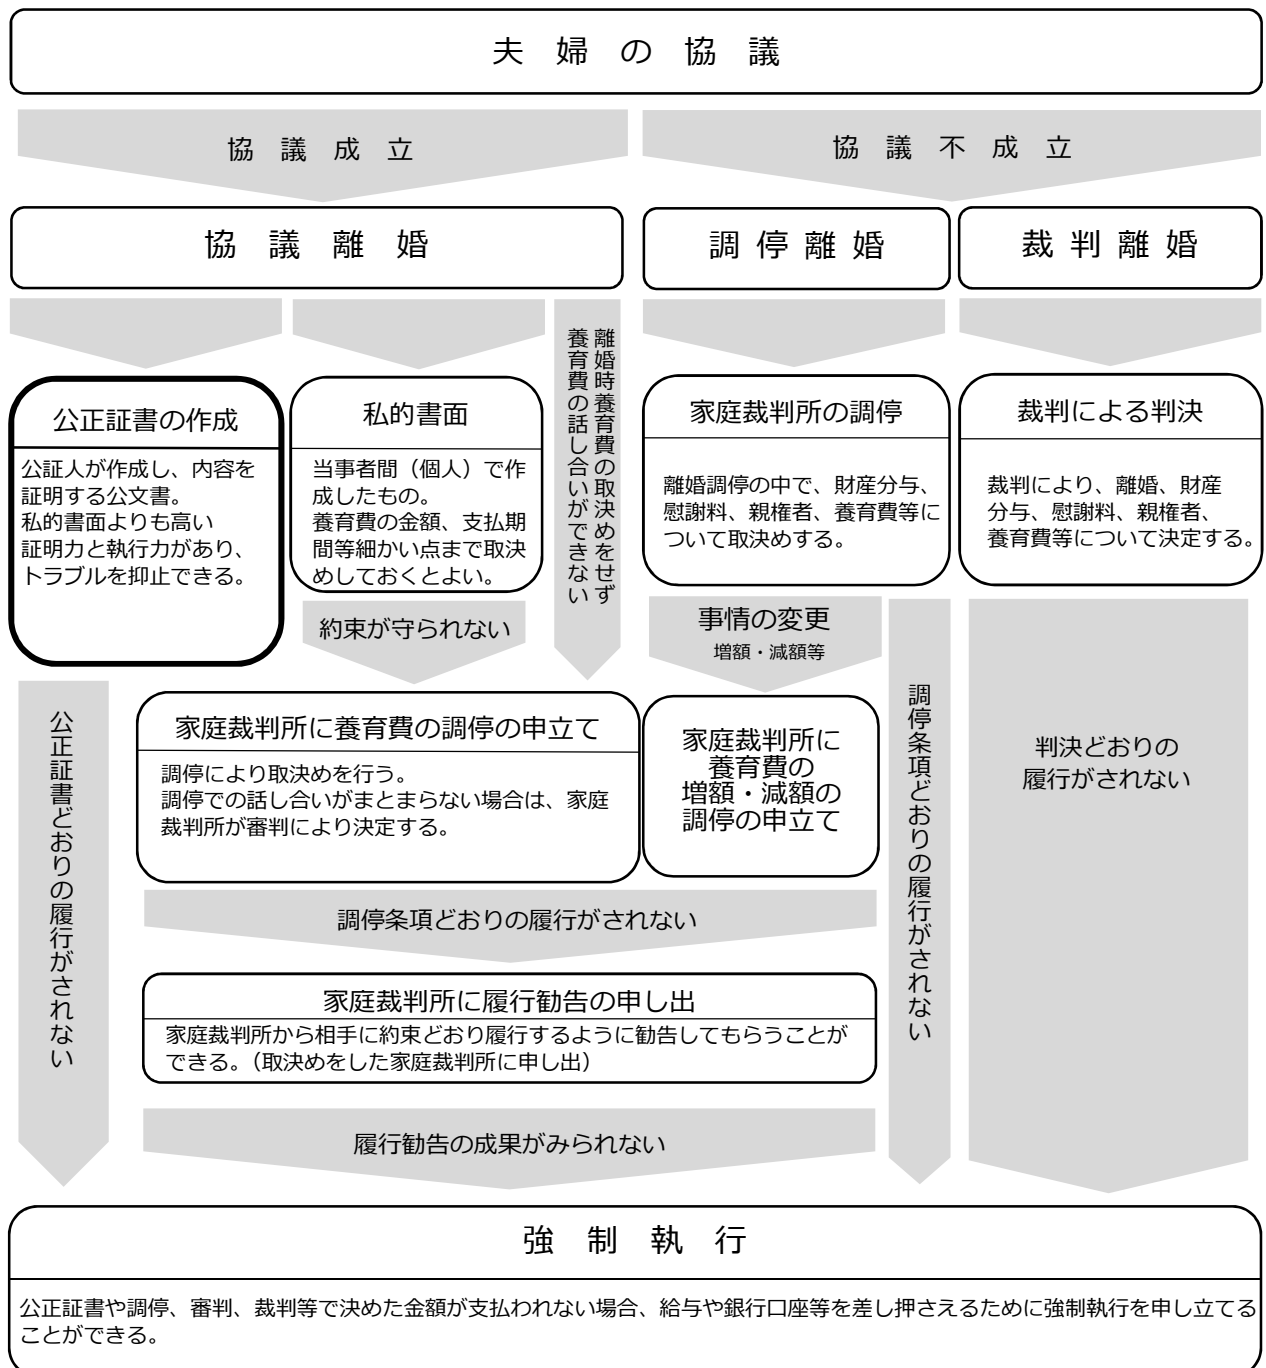 夫婦の協議
協議成立
協議不成立
協議離婚
調停離婚
裁判離婚
公正証書の作成
公証人が作成し、内容を
証明する公文書。
私的書面よりも高い
証明力と執行力があり、
トラブルを抑止できる。
私的書面
当事者間（個人）で作
成したもの。
養育費の金額、支払期
間等細かい点まで取決
めしておくとよい。
離婚時養育費の取決めをせず
養育費の話し合いができない
家庭裁判所の調停
離婚調停の中で、財産分与、
慰謝料、親権者、養育費等に
ついて取決めする。
裁判による判決
裁判により、離婚、財産
分与、慰謝料、親権者、
養育費等について決定する。
約束が守られない
事情の変更
増額・減額等
公正証書どおりの履行がされない
家庭裁判所に養育費の調停の申立て
調停により取決めを行う。
調停での話し合いがまとまらない場合は、家庭
裁判所が審判により決定する。
家庭裁判所に
養育費の
増額・減額の
調停の申立て
調停条項どおりの履行がされない
判決どおりの
履行がされない
調停条項どおりの履行がされない
家庭裁判所に履行勧告の申し出
家庭裁判所から相手に約束どおり履行するように勧告してもらうことが
できる。（取決めをした家庭裁判所に申し出）
履行勧告の成果がみられない
強制執行
公正証書や調停、審判、裁判等で決めた金額が支払われない場合、給与や銀行口座等を差し押さえるために強制執行を申し立てる
ことができる。